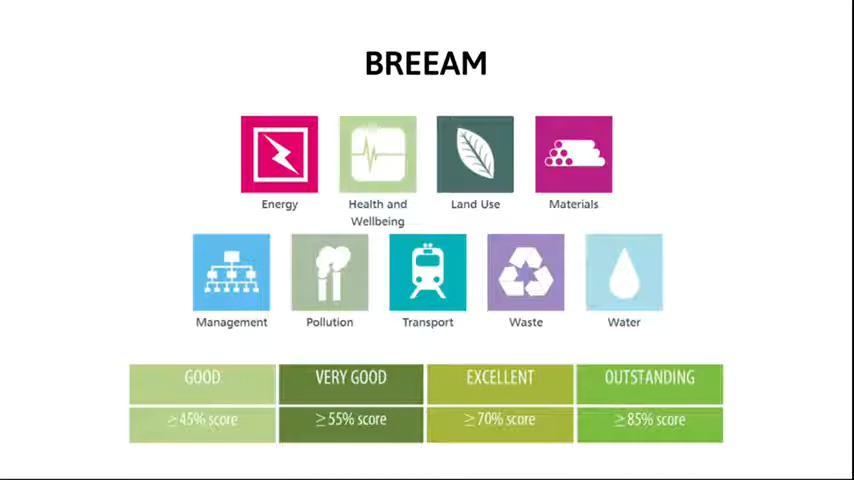 BREEAM
Energy
Health and
Wellbeing
Land Use
Materials
Management
Pollution
Transport
Waste
Water
GOOD
VERY GOOD
EXCELLENT
OUTSTANDING
≥45% score
≥55% score
≥70% score
≥85% score